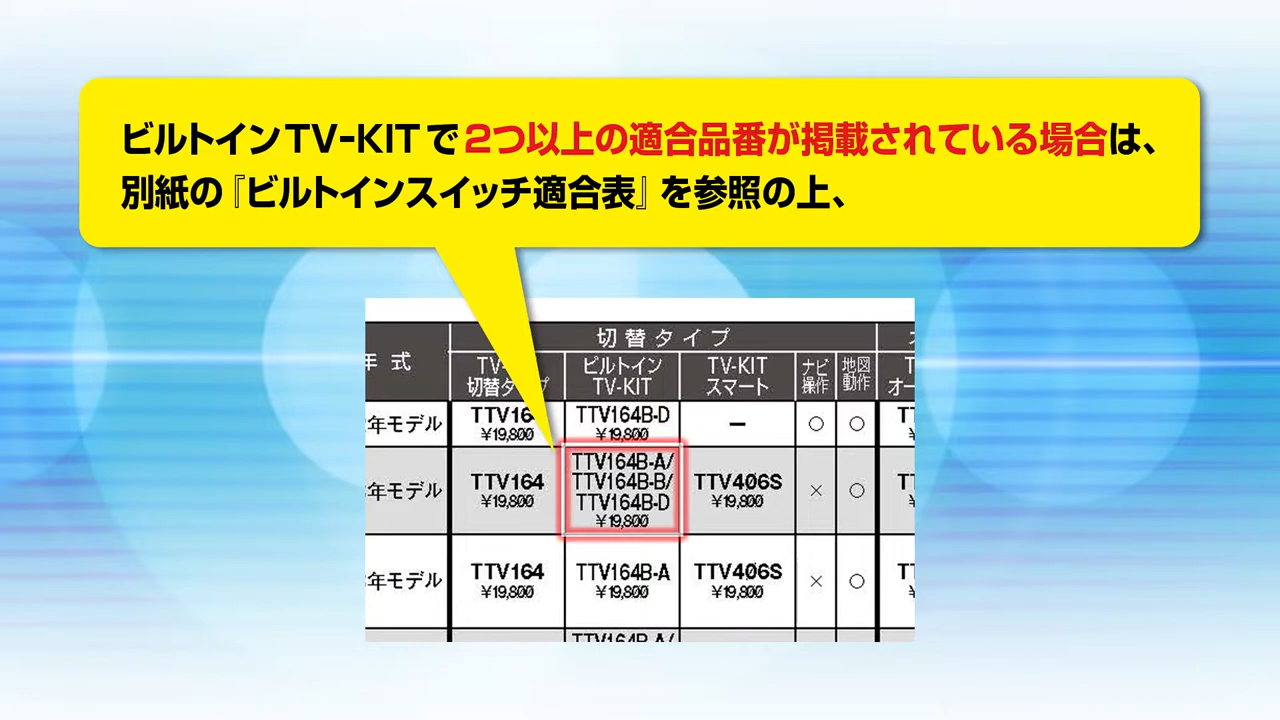 ビルトインTV-KITで2つ以上の適合品番が掲載されている場合は、
別紙の『ビルトインスイッチ適合表』を参照の上、
切替タイプ
年式
切替タイプ
ビルトイン
TV-KIT
TV-KIT
スマート
ナビ
操作
地図
動作
年モデル
TTV164
¥19,800
TTV164B-D
¥19,800
－
○
○
年モデル
TTV164
¥19,800
TTV164B-A/
TTV164B-B/
TTV164B-D
¥19,800
TTV406S
¥19,800
×
○
年モデル
TTV164
¥19,800
TTV164B-A
¥19,800
TTV406S
¥19,800
×
○
TTV164B-A/